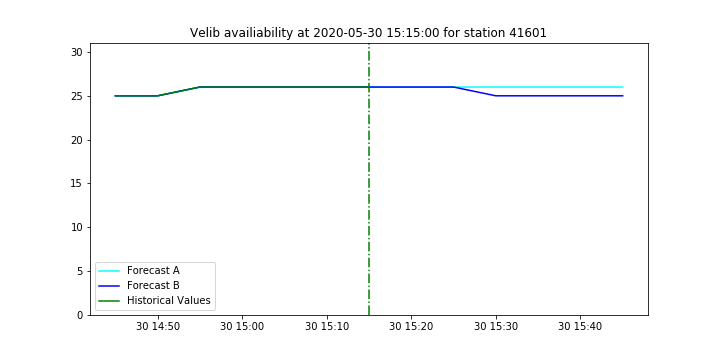 Velib availiability at 2020-05-30 15:15:00 for station 41601
30
25
20
15
10
5
0
Forecast A
Forecast B
Historical Values
30 14:50 30 15:00 30 15:10 30 15:20 30 15:30 30 15:40